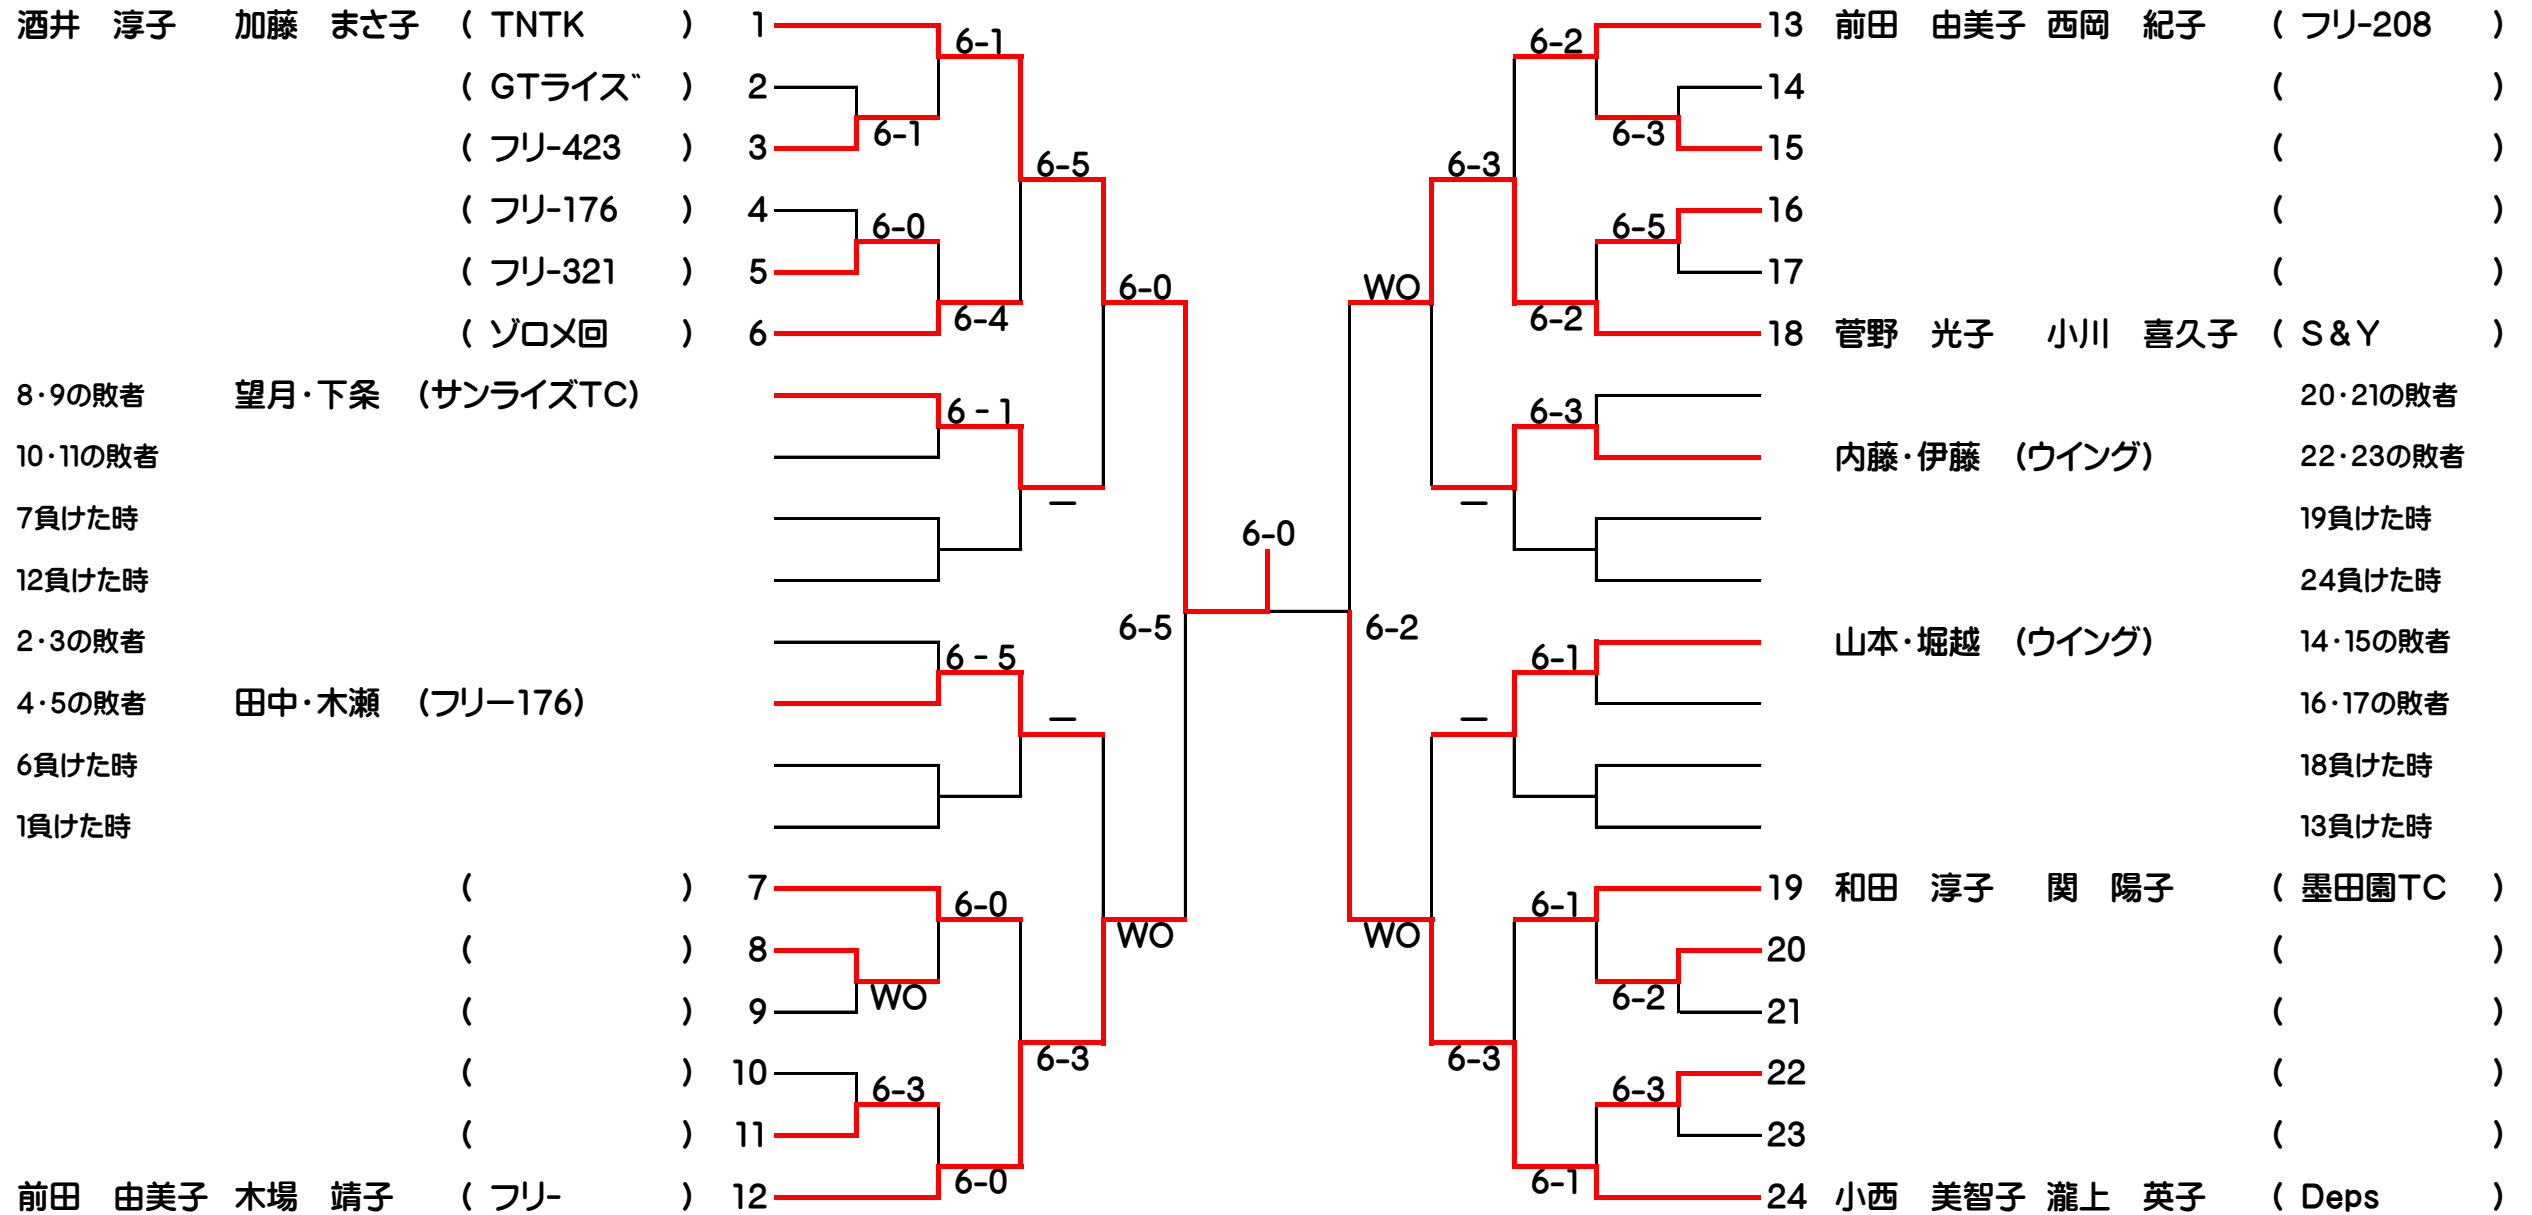 酒井　淳子　加藤　まさ子 ( TNTK ) 1
( GTライズ ) 2
( フリ-423 ) 3
( フリ-176 ) 4
( フリ-321 ) 5
( ゾロメ回 ) 6
8・9の敗者　望月・下条　(サンライズTC)
10・11の敗者
7負けた時
12負けた時
2・3の敗者
4・5の敗者　田中・木瀬　(フリー176)
6負けた時
1負けた時
( ) 7
( ) 8
( ) 9
( ) 10
( ) 11
前田　由美子　木場　靖子 ( フリ- ) 12
6-1
6-1
6-5
6-0
6-4
6-0
6 - 1
-
6-5
6 - 5
-
6-0
WO
WO
6-3
6-3
6-0
6-0
6-2
6-3
6-3
6-5
WO
6-2
6-3
-
6-2
6-1
-
6-1
WO
6-2
6-3
6-3
6-1
13 前田　由美子　西岡　紀子 ( フリ-208 )
14 ( )
15 ( )
16 ( )
17 ( )
18 菅野　光子　小川　喜久子 ( S＆Y )
20・21の敗者
内藤・伊藤　(ウイング) 22・23の敗者
19負けた時
24負けた時
山本・堀越　(ウイング) 14・15の敗者
16・17の敗者
18負けた時
13負けた時
19 和田　淳子　関　陽子 ( 墨田園TC )
20 ( )
21 ( )
22 ( )
23 ( )
24 小西　美智子　瀧上　英子 ( Deps )